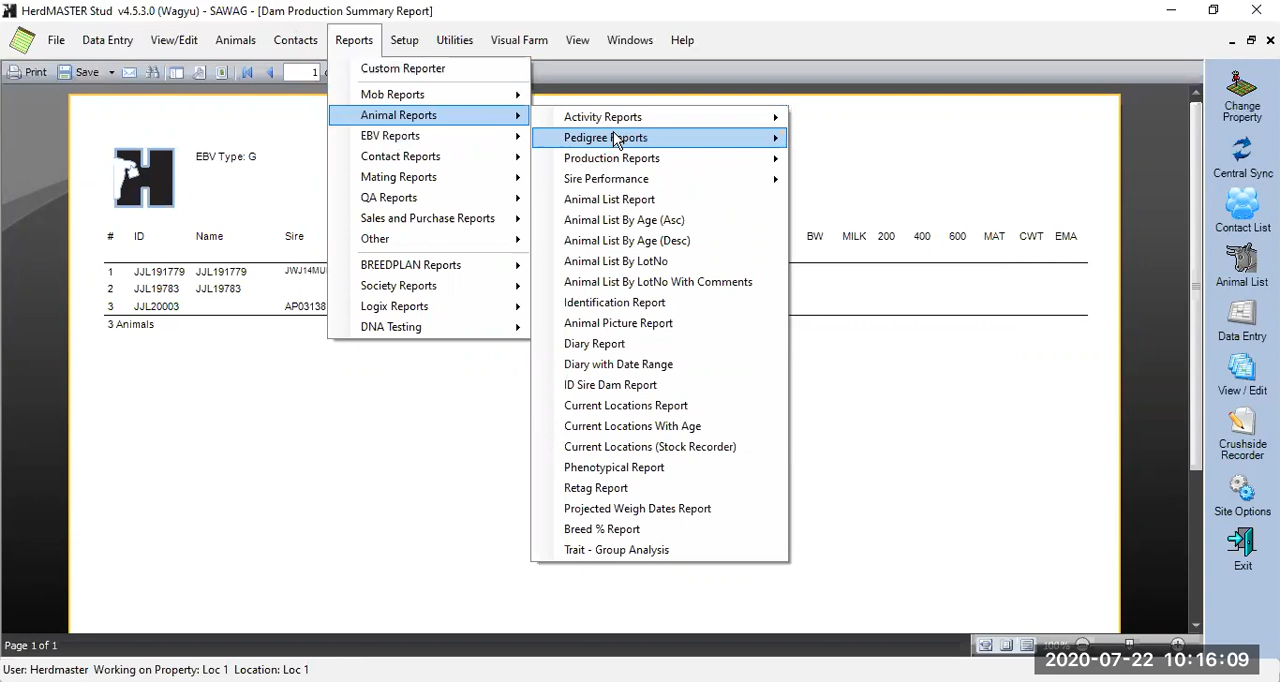 HerdMASTER Stud v4.5.3.0 (Wagyu) - SAWAG - [Dam Production Summary Report]
File Data Entry View/Edit Animals Contacts Reports Setup Utilities Visual Farm View Windows Help
Print Save 1
Custom Reporter
Mob Reports
Animal Reports
EBV Reports
Contact Reports
Mating Reports
QA Reports
Sales and Purchase Reports
Other
BREEDPLAN Reports
Society Reports
Logix Reports
DNA Testing
Activity Reports
Pedigree Reports
Production Reports
Sire Performance
Animal List Report
Animal List By Age (Asc)
Animal List By Age (Desc)
Animal List By LotNo
Animal List By LotNo With Comments
Identification Report
Animal Picture Report
Diary Report
Diary with Date Range
ID Sire Dam Report
Current Locations Report
Current Locations With Age
Current Locations (Stock Recorder)
Phenotypical Report
Retag Report
Projected Weigh Dates Report
Breed % Report
Trait - Group Analysis
H
EBV Type: G
# ID Name Sire BW MILK 200 400 600 MAT CWT EMA
1 JJL191779 JJL191779 JWJ14MU
2 JJL19783 JJL19783
3 JJL20003 AP03138
3 Animals
Change Property
Central Sync
Contact List
Animal List
Data Entry
View / Edit
Crushside Recorder
Site Options
Exit
Page 1 of 1
100%
User: Herdmaster Working on Property: Loc 1 Location: Loc 1
2020-07-22 10:16:09